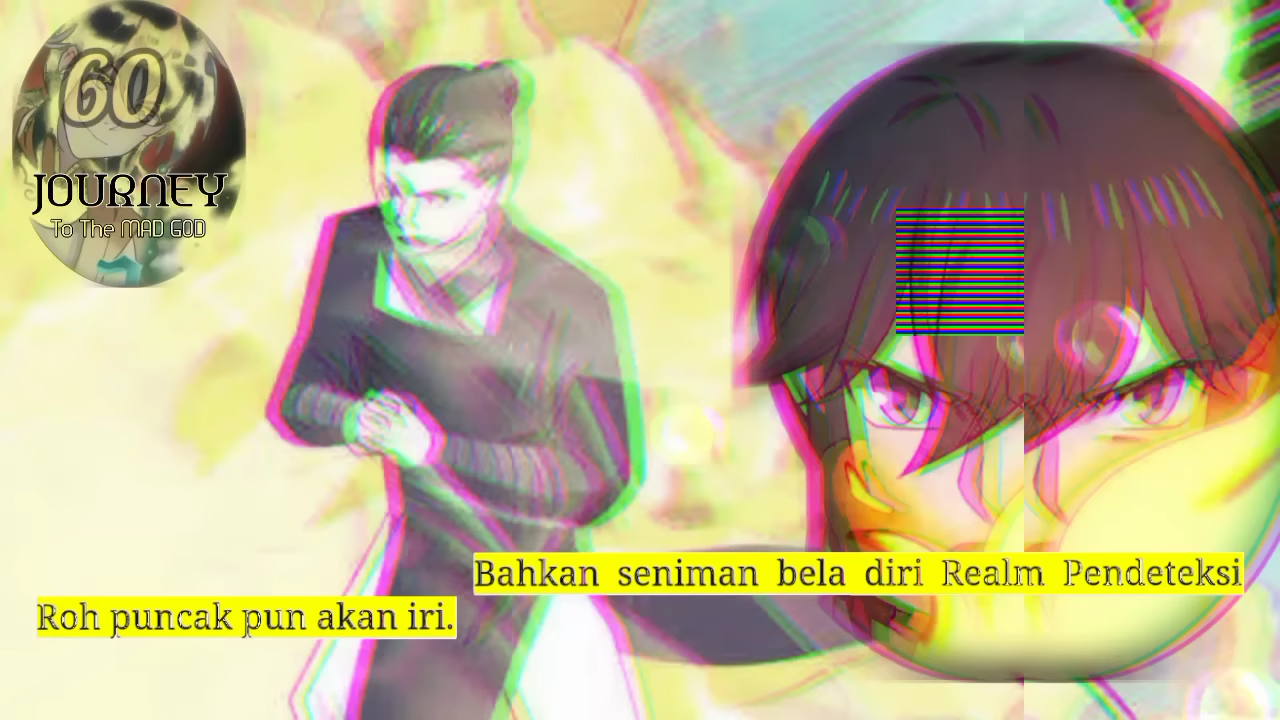 60
JOURNEY
To The MAD GOD
Bahkan seniman bela diri Realm Pendeteksi
Roh puncak pun akan iri.